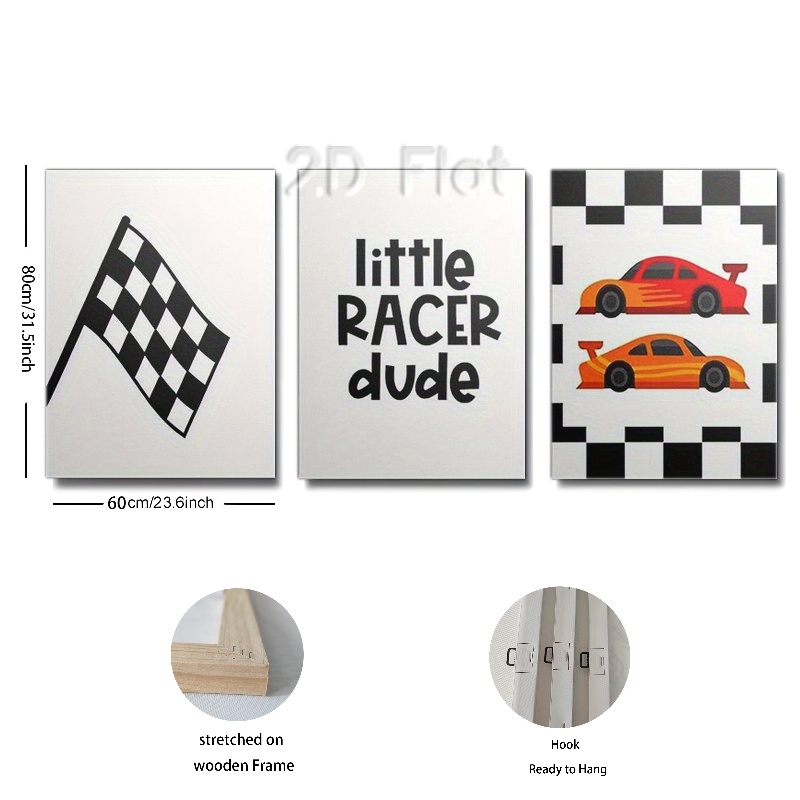 2D Flat
little
RACER
dude
80cm/31.5inch
60cm/23.6inch
stretched on
wooden Frame
Hook
Ready to Hang